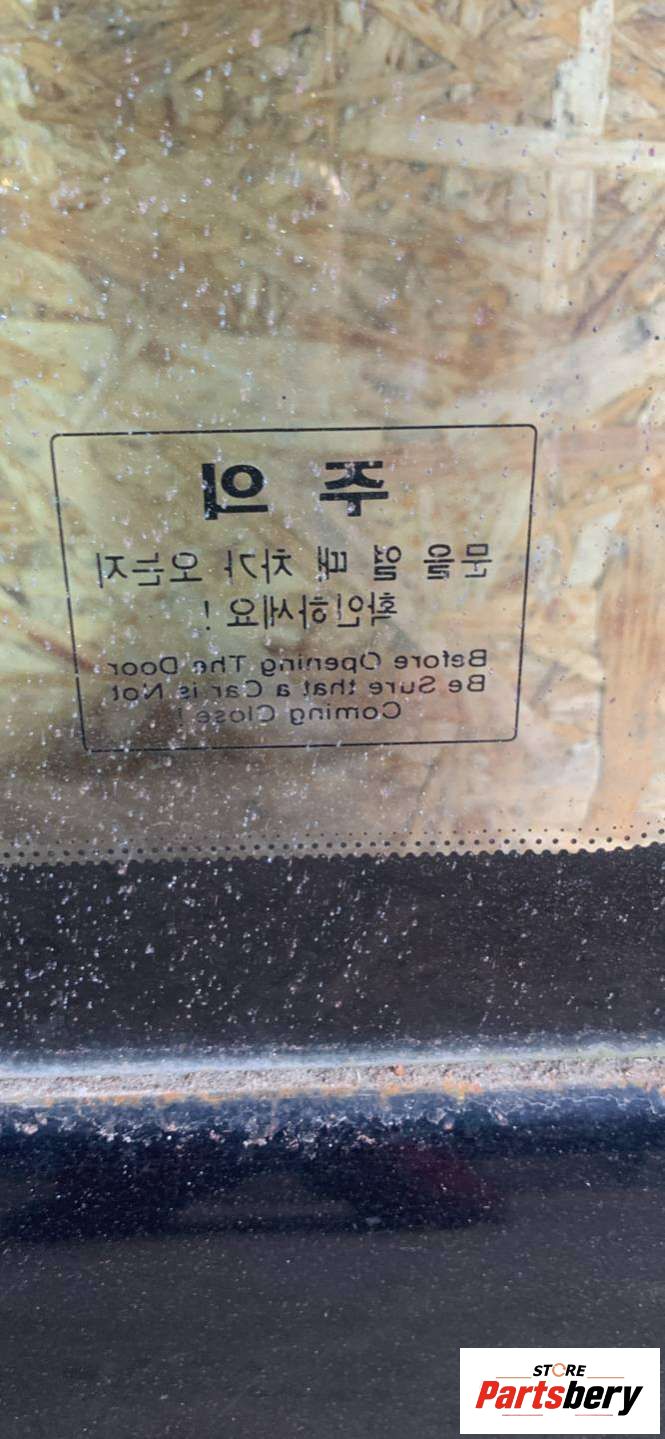 주 의
문을 열 때 차가 오는지
확인하세요 !
Before Opening The Door
Be Sure that a Car is Not
Coming Close !
STORE
Partsbery